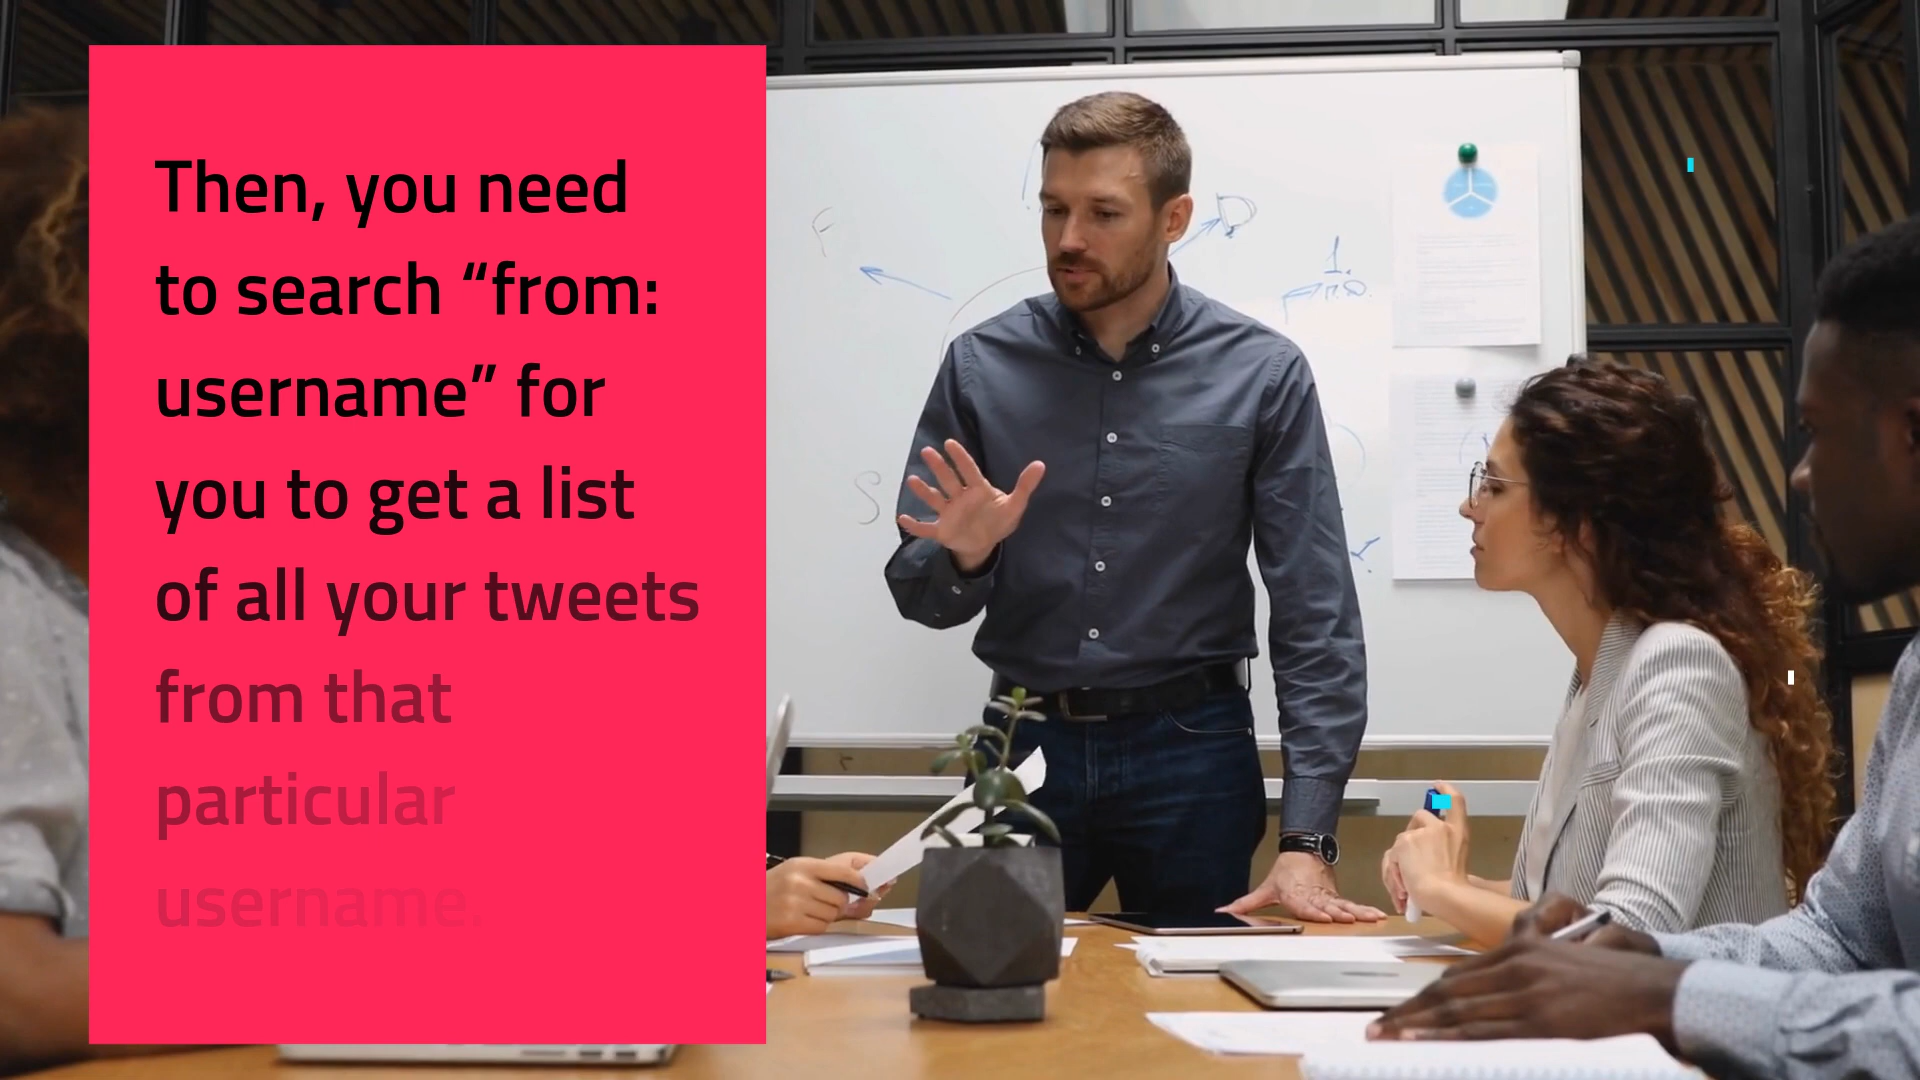 Then, you need
to search “from:
username” for
you to get a list
of all your tweets
from that
particular
username.
F
D
1.
S